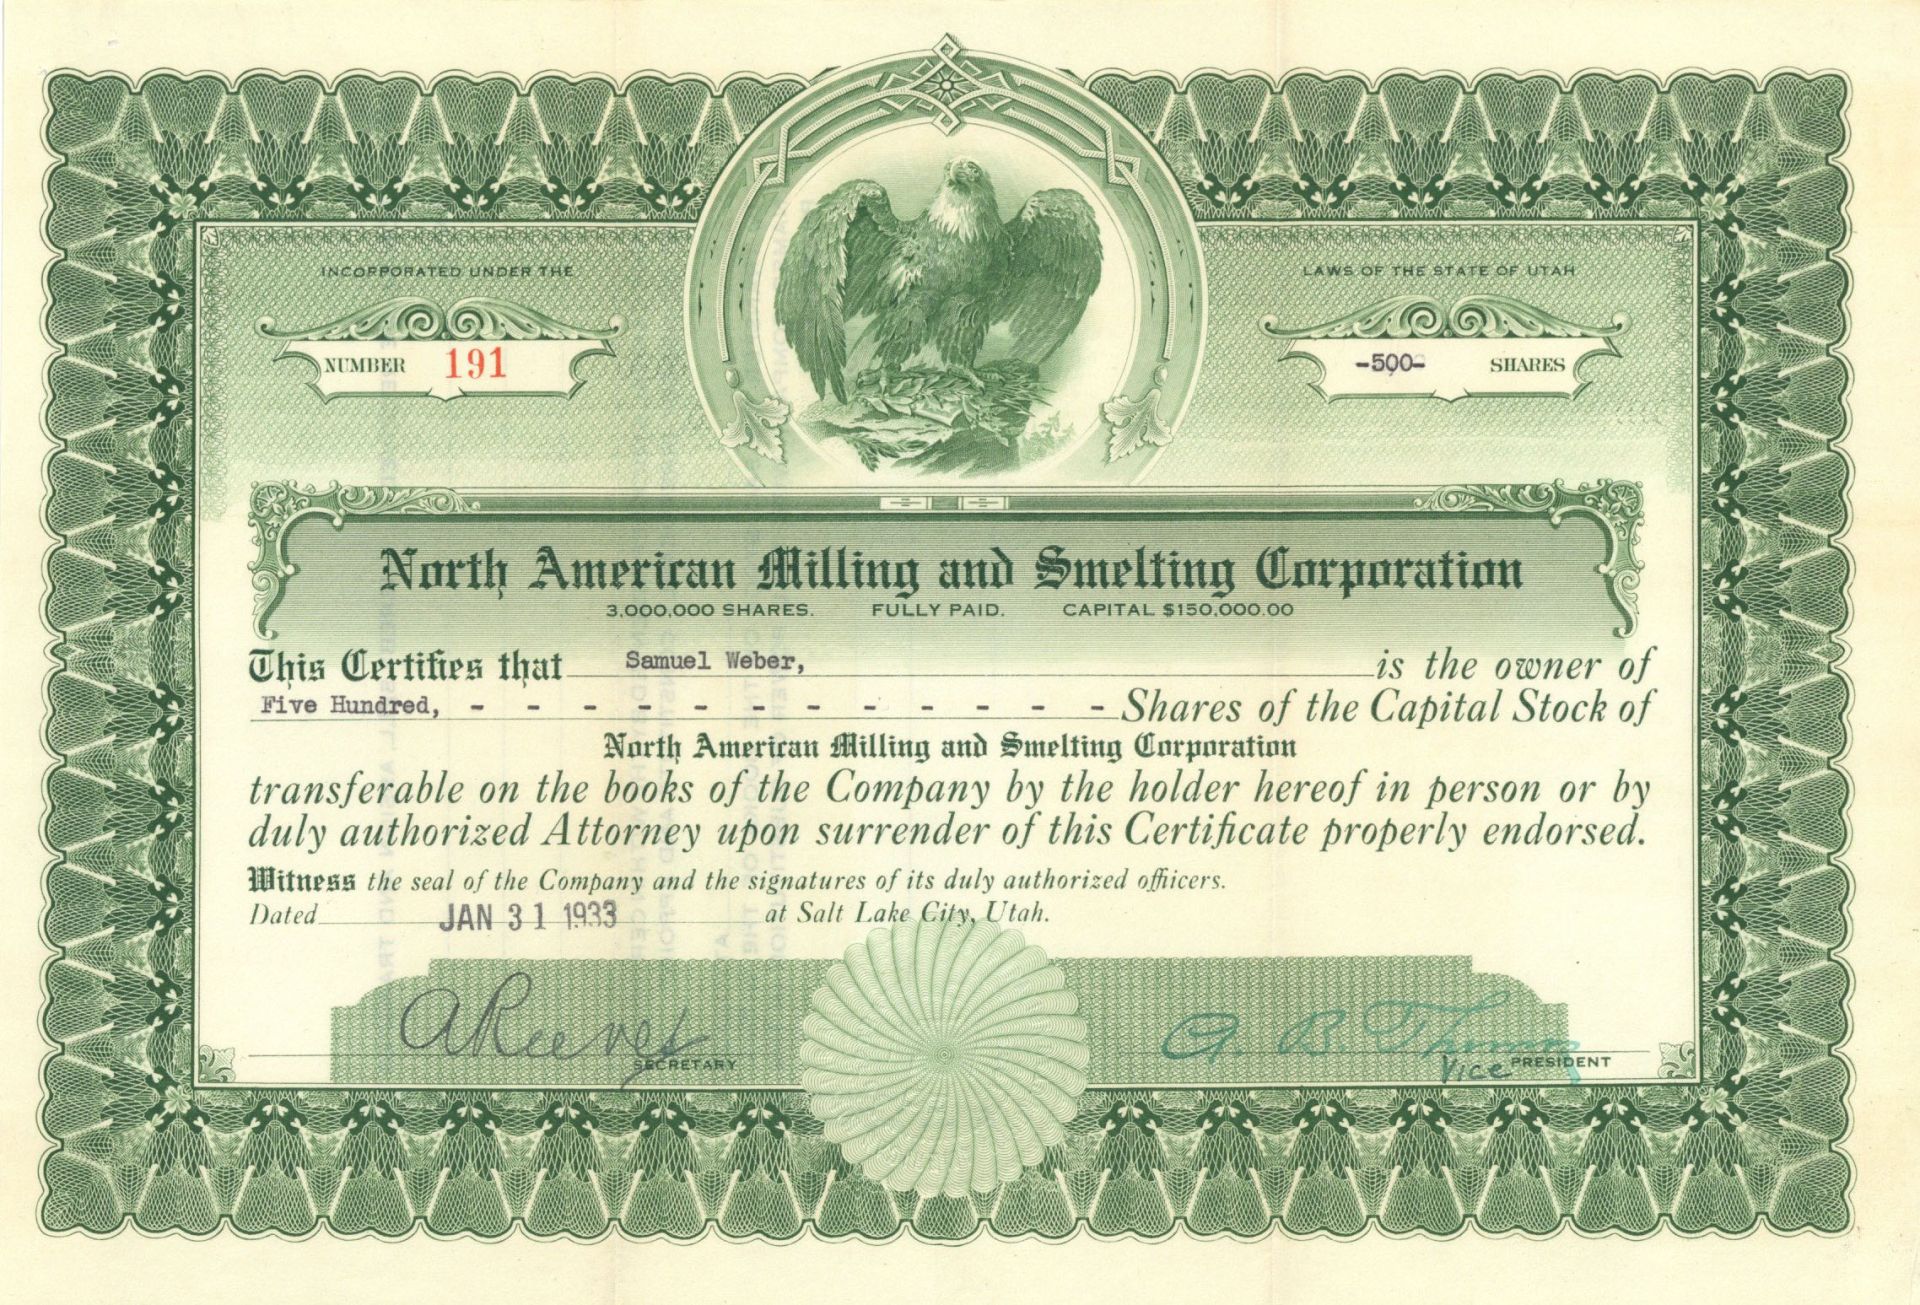 INCORPORATED UNDER THE
LAWS OF THE STATE OF UTAH
NUMBER 191
-500- SHARES
North American Milling and Smelting Corporation
3,000,000 SHARES. FULLY PAID. CAPITAL $150,000.00
This Certifies that Samuel Weber, is the owner of
Five Hundred, - - - - - - - - - - - - Shares of the Capital Stock of
North American Milling and Smelting Corporation
transferable on the books of the Company by the holder hereof in person or by
duly authorized Attorney upon surrender of this Certificate properly endorsed.
Witness the seal of the Company and the signatures of its duly authorized offiicers.
Dated JAN 31 1933 at Salt Lake City, Utah.
A Reeves
SECRETARY
A. B. Thomas
Vice PRESIDENT